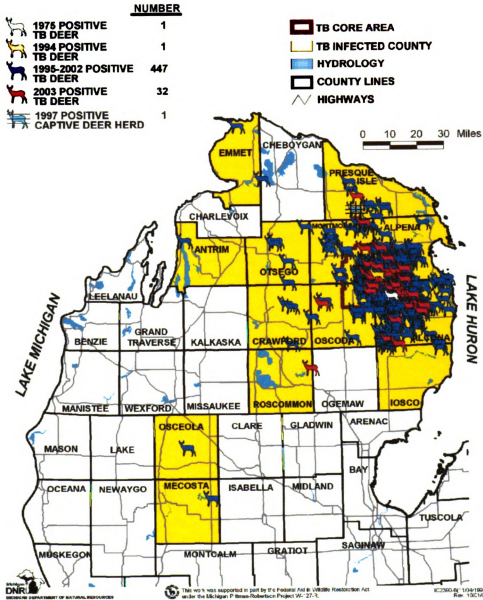 NUMBER
1975 POSITIVE TB DEER 1
1994 POSITIVE TB DEER 1
1995-2002 POSITIVE TB DEER 447
2003 POSITIVE TB DEER 32
1997 POSITIVE CAPTIVE DEER HERD 1
TB CORE AREA
TB INFECTED COUNTY
HYDROLOGY
COUNTY LINES
HIGHWAYS
0 10 20 30 Miles
EMMET
CHEBOYGAN
PRESQUE ISLE
CHARLEVOIX
ANTRIM
OTSEGO
ALPENA
LEELANAU
BENZIE
GRAND TRAVERSE
KALKASKA
CRAWFORD
OSCODA
MANISTEE
WEXFORD
MISSAUKEE
ROSCOMMON
OGEMAW
IOSCO
MASON
LAKE
OSCEOLA
CLARE
GLADWIN
ARENAC
OCEANA
NEWAYGO
MECOSTA
ISABELLA
MIDLAND
BAY
TUSCOLA
MUSKEGON
MONTCALM
GRATIOT
SAGINAW
LAKE MICHIGAN
LAKE HURON
Michigan
DNR
MICHIGAN DEPARTMENT OF NATURAL RESOURCES
This work was supported in part by the Federal Aid in Wildlife Restoration Act
under the Michigan Pittman-Robertson Project W-127-R.